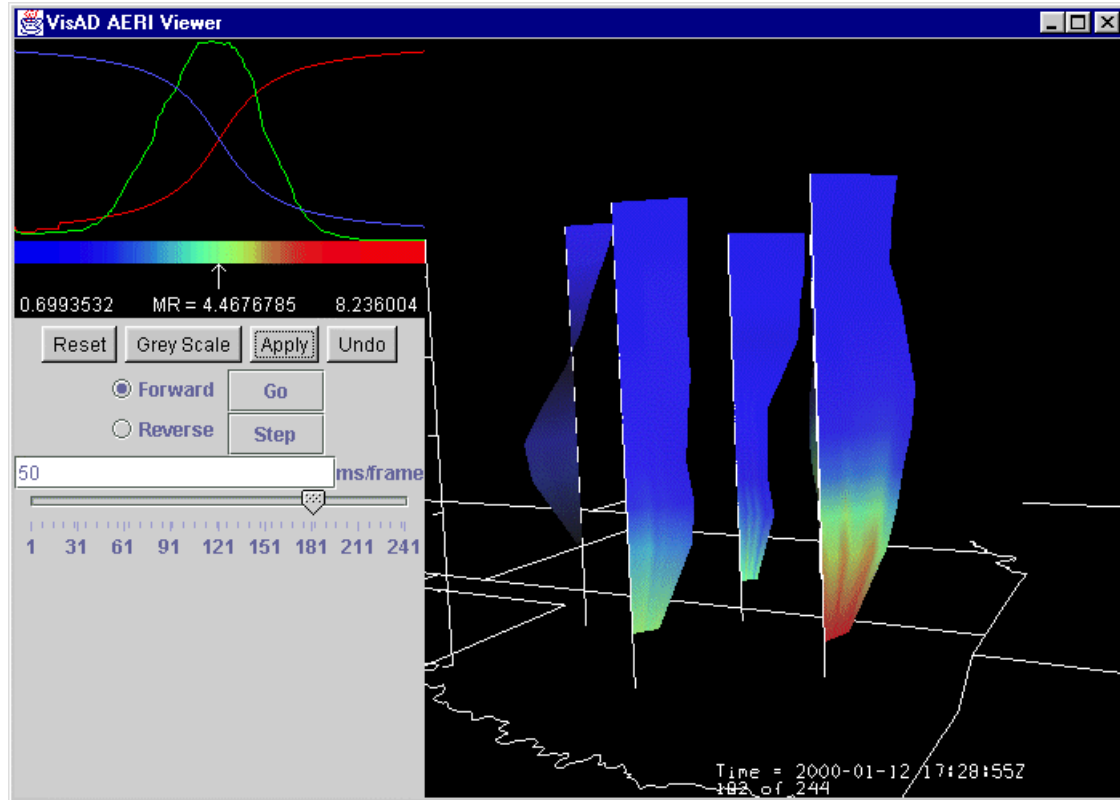 VisAD AERI Viewer
0.6993532 MR = 4.4676785 8.236004
Reset Grey Scale Apply Undo
Forward Go
Reverse Step
50 ms/frame
1 31 61 91 121 151 181 211 241
Time = 2000-01-12 17:28:55Z
182 of 244